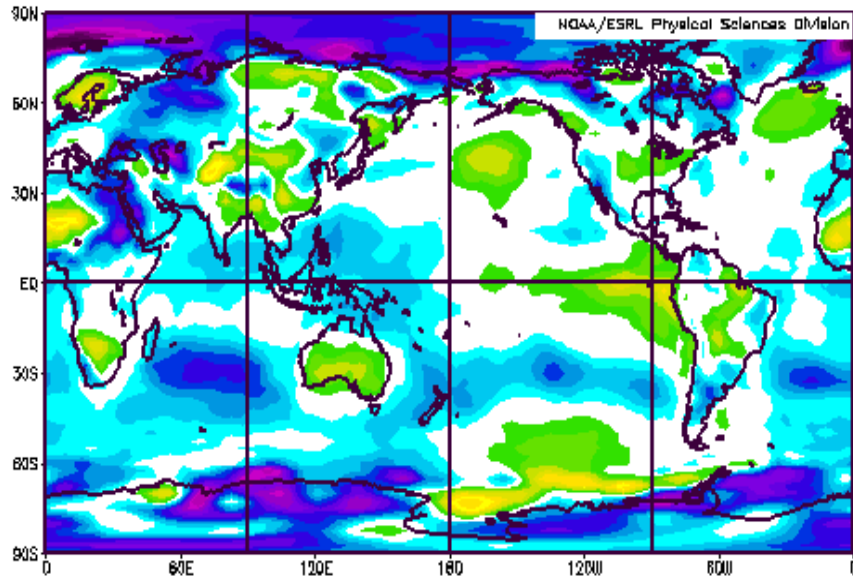 90N
NOAA/ESRL Physical Sciences Division
60N
30N
EQ
30S
60S
90S
0
60E
120E
180
120W
60W
0